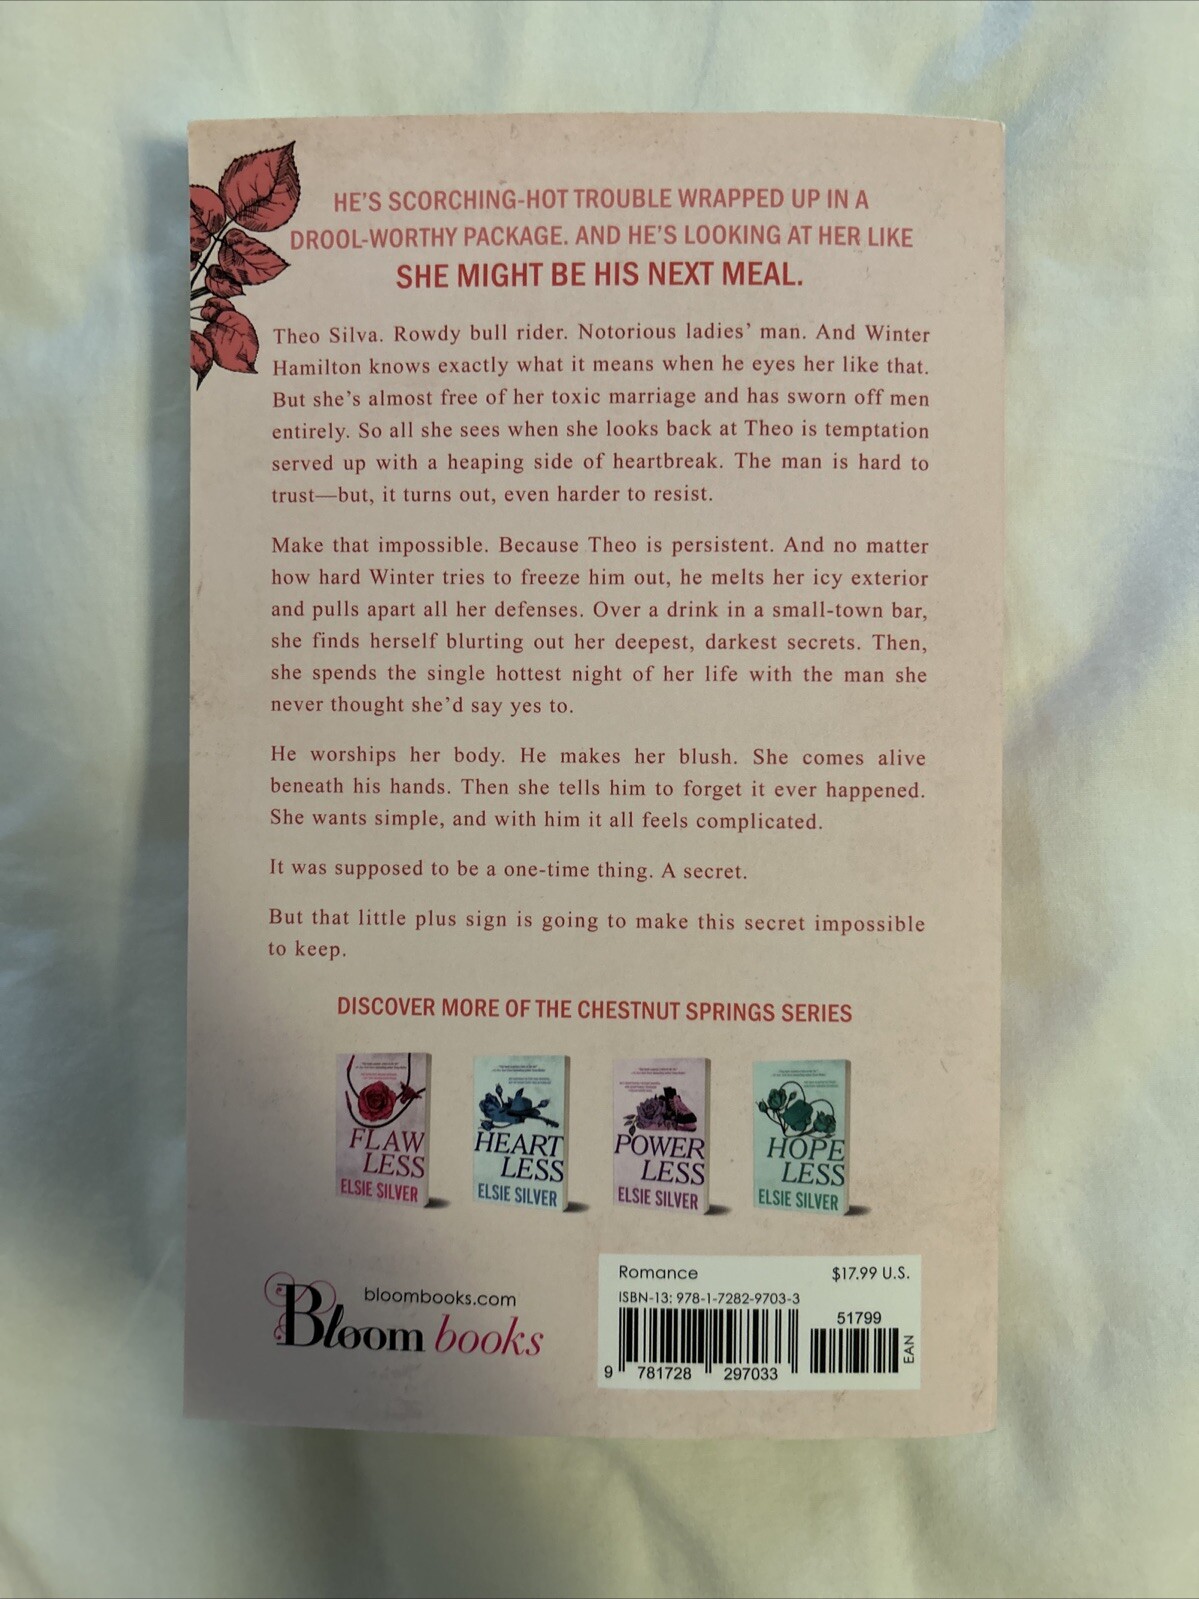 HE'S SCORCHING-HOT TROUBLE WRAPPED UP IN A
DROOL-WORTHY PACKAGE. AND HE'S LOOKING AT HER LIKE
SHE MIGHT BE HIS NEXT MEAL.
Theo Silva. Rowdy bull rider. Notorious ladies' man. And Winter
Hamilton knows exactly what it means when he eyes her like that.
But she's almost free of her toxic marriage and has sworn off men
entirely. So all she sees when she looks back at Theo is temptation
served up with a heaping side of heartbreak. The man is hard to
trust—but, it turns out, even harder to resist.
Make that impossible. Because Theo is persistent. And no matter
how hard Winter tries to freeze him out, he melts her icy exterior
and pulls apart all her defenses. Over a drink in a small-town bar,
she finds herself blurting out her deepest, darkest secrets. Then,
she spends the single hottest night of her life with the man she
never thought she'd say yes to.
He worships her body. He makes her blush. She comes alive
beneath his hands. Then she tells him to forget it ever happened.
She wants simple, and with him it all feels complicated.
It was supposed to be a one-time thing. A secret.
But that little plus sign is going to make this secret impossible
to keep.
DISCOVER MORE OF THE CHESTNUT SPRINGS SERIES
FLAW
LESS
ELSIE SILVER
HEART
LESS
ELSIE SILVER
POWER
LESS
ELSIE SILVER
HOPE
LESS
ELSIE SILVER
bloombooks.com
Bloom books
Romance $17.99 U.S.
ISBN-13: 978-1-7282-9703-3
51799
EAN
9 781728 297033